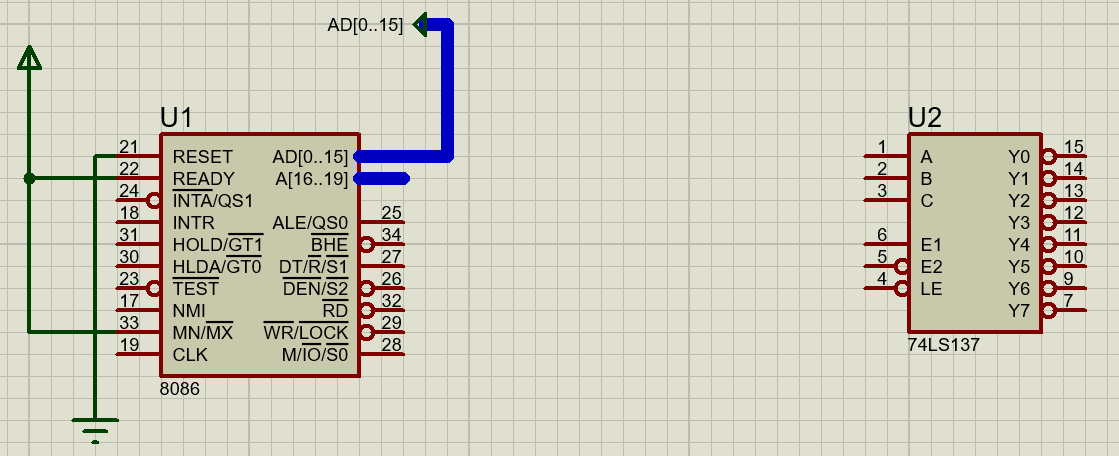 AD[0..15]
U1
21 RESET AD[0..15]
22 READY A[16..19]
24 INTA/QS1
18 INTR ALE/QS0 25
31 HOLD/GT1 BHE 34
30 HLDA/GT0 DT/R/S1 27
23 TEST DEN/S2 26
17 NMI RD 32
33 MN/MX WR/LOCK 29
19 CLK M/IO/S0 28
8086
U2
1 A Y0 15
2 B Y1 14
3 C Y2 13
Y3 12
6 E1 Y4 11
5 E2 Y5 10
4 LE Y6 9
Y7 7
74LS137